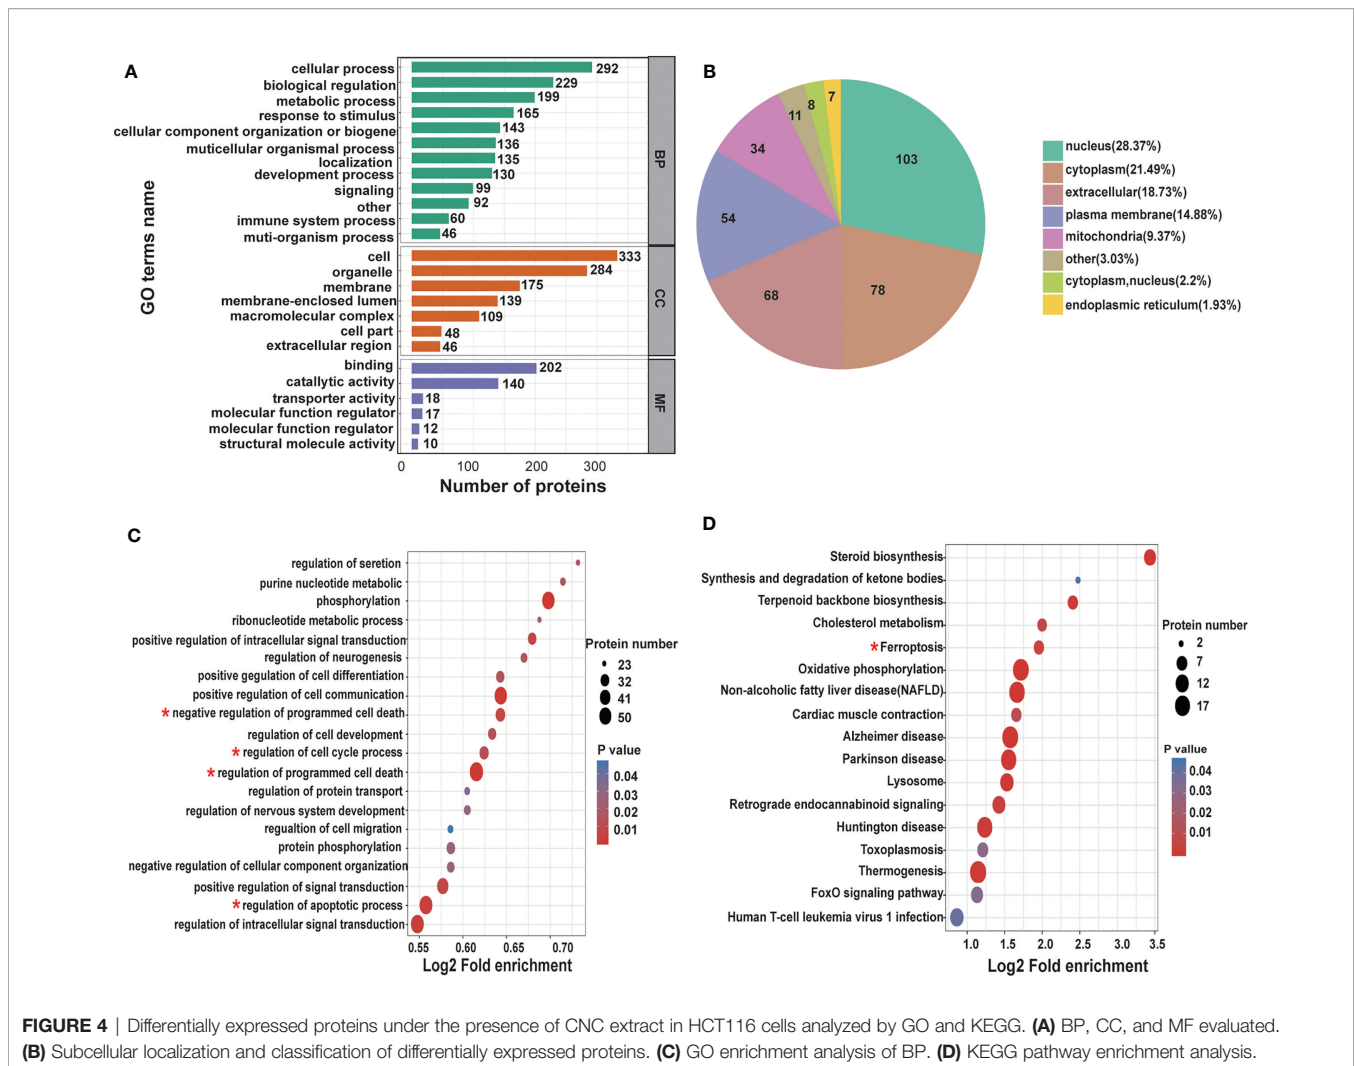 A
GO terms name
cellular process 292
biological regulation 229
metabolic process 199
response to stimulus 165
cellular component organization or biogene 143
muticellular organismal process 136
localization 135
development process 130
signaling 99
other 92
immune system process 60
muti-organism process 46
BP
cell 333
organelle 284
membrane 175
membrane-enclosed lumen 139
macromolecular complex 109
cell part 48
extracellular region 46
CC
binding 202
catallytic activity 140
transporter activity 18
molecular function regulator 17
molecular function regulator 12
structural molecule activity 10
MF
0 100 200 300
Number of proteins
B
103
78
68
54
34
11
8
7
nucleus(28.37%)
cytoplasm(21.49%)
extracellular(18.73%)
plasma membrane(14.88%)
mitochondria(9.37%)
other(3.03%)
cytoplasm,nucleus(2.2%)
endoplasmic reticulum(1.93%)
C
regulation of seretion
purine nucleotide metabolic
phosphorylation
ribonucleotide metabolic process
positive regulation of intracellular signal transduction
regulation of neurogenesis
positive gegulation of cell differentiation
positive regulation of cell communication
* negative regulation of programmed cell death
regulation of cell development
* regulation of cell cycle process
* regulation of programmed cell death
regulation of protein transport
regulation of nervous system development
regualtion of cell migration
protein phosphorylation
negative regulation of cellular component organization
positive regulation of signal transduction
* regulation of apoptotic process
regulation of intracellular signal transduction
0.55 0.60 0.65 0.70
Log2 Fold enrichment
Protein number
23
32
41
50
P value
0.04
0.03
0.02
0.01
D
Steroid biosynthesis
Synthesis and degradation of ketone bodies
Terpenoid backbone biosynthesis
Cholesterol metabolism
* Ferroptosis
Oxidative phosphorylation
Non-alcoholic fatty liver disease(NAFLD)
Cardiac muscle contraction
Alzheimer disease
Parkinson disease
Lysosome
Retrograde endocannabinoid signaling
Huntington disease
Toxoplasmosis
Thermogenesis
FoxO signaling pathway
Human T-cell leukemia virus 1 infection
1.0 1.5 2.0 2.5 3.0 3.5
Log2 Fold enrichment
Protein number
2
7
12
17
P vallue
0.04
0.03
0.02
0.01
FIGURE 4 | Differentially expressed proteins under the presence of CNC extract in HCT116 cells analyzed by GO and KEGG. (A) BP, CC, and MF evaluated.
(B) Subcellular localization and classification of differentially expressed proteins. (C) GO enrichment analysis of BP. (D) KEGG pathway enrichment analysis.